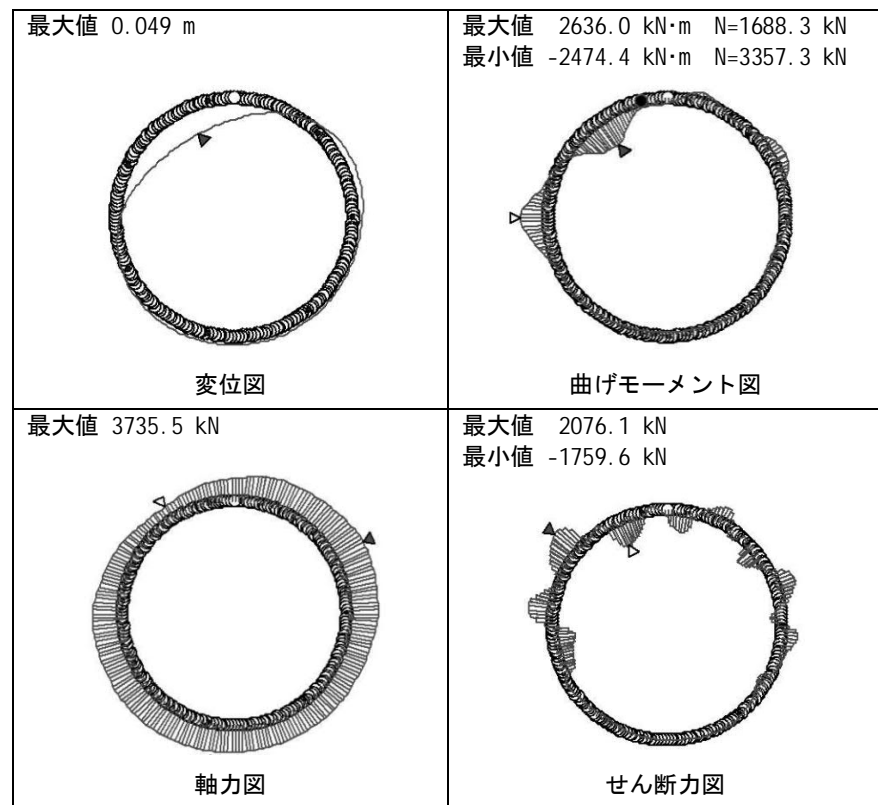 最大値 0.049 m
変位図
最大値 2636.0 kN·m N=1688.3 kN
最小値 -2474.4 kN·m N=3357.3 kN
曲げモーメント図
最大値 3735.5 kN
軸力図
最大値 2076.1 kN
最小値 -1759.6 kN
せん断力図